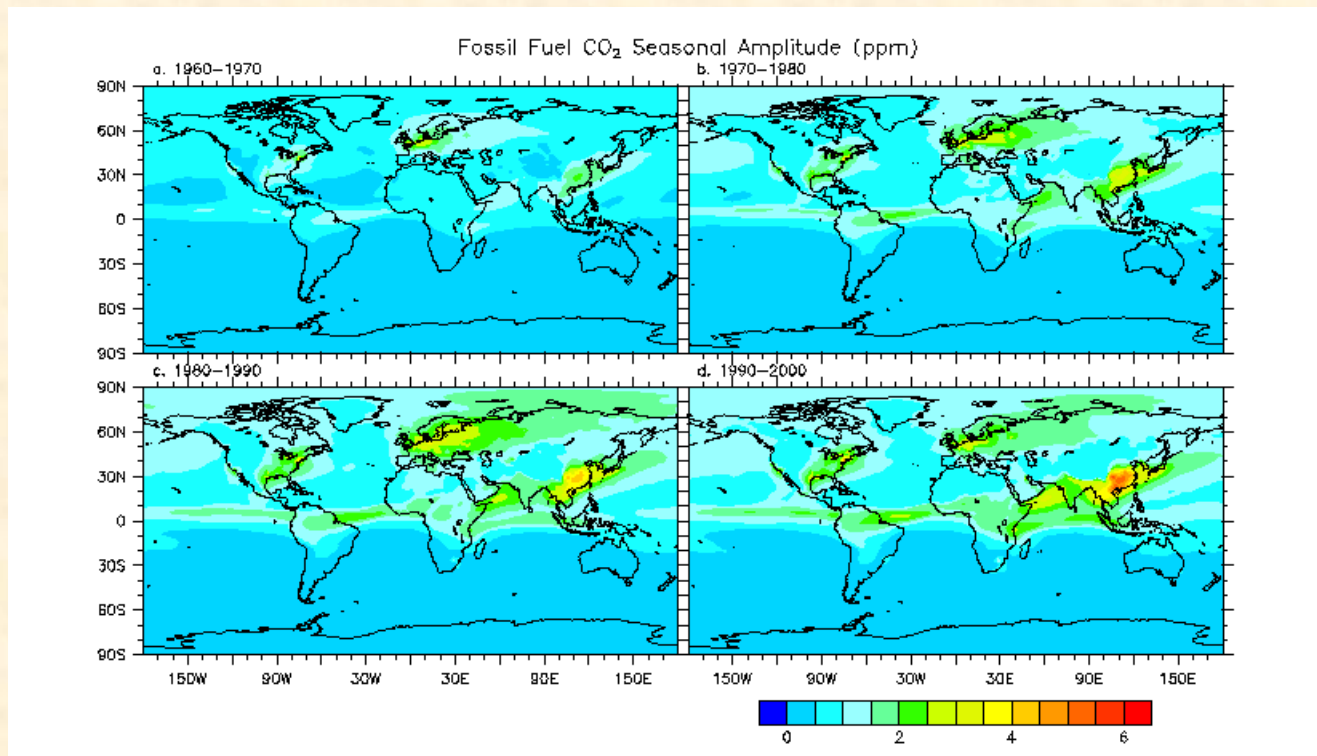 Fossil Fuel CO₂ Seasonal Amplitude (ppm)
a. 1960–1970
b. 1970–1980
90N
60N
30N
0
30S
60S
90S
c. 1980–1990
d. 1990–2000
90N
60N
30N
0
30S
60S
90S
150W 90W 30W 30E 90E 150E 150W 90W 30W 30E 90E 150E
0 2 4 6